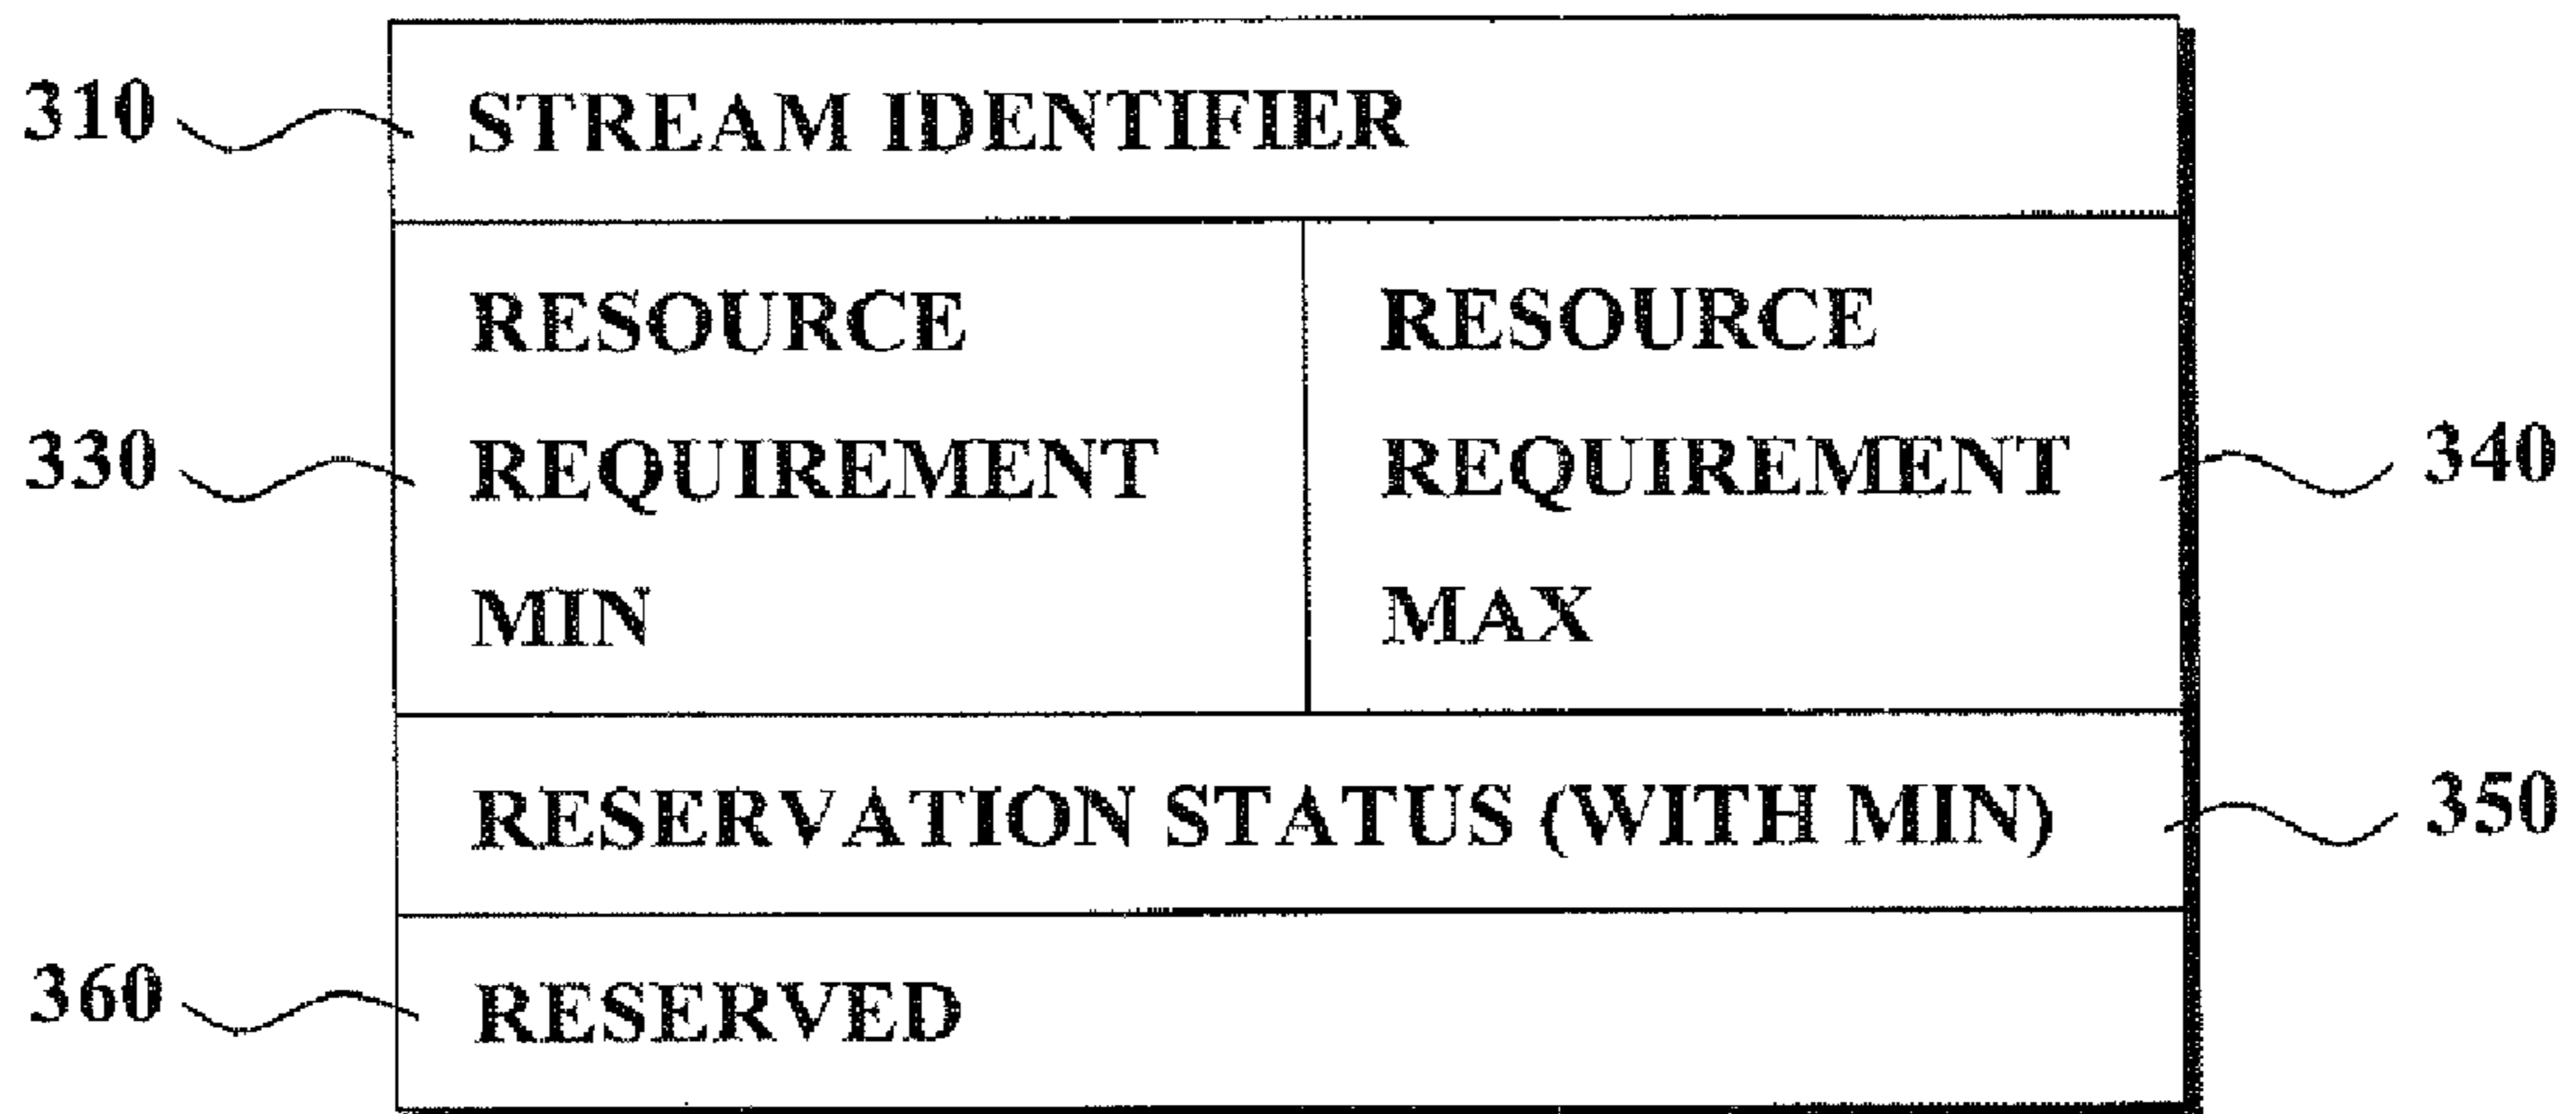 310
STREAM IDENTIFIER
RESOURCE
330
REQUIREMENT
MIN
RESOURCE
REQUIREMENT
MAX
340
RESERVATION STATUS (WITH MIN)
350
360
RESERVED